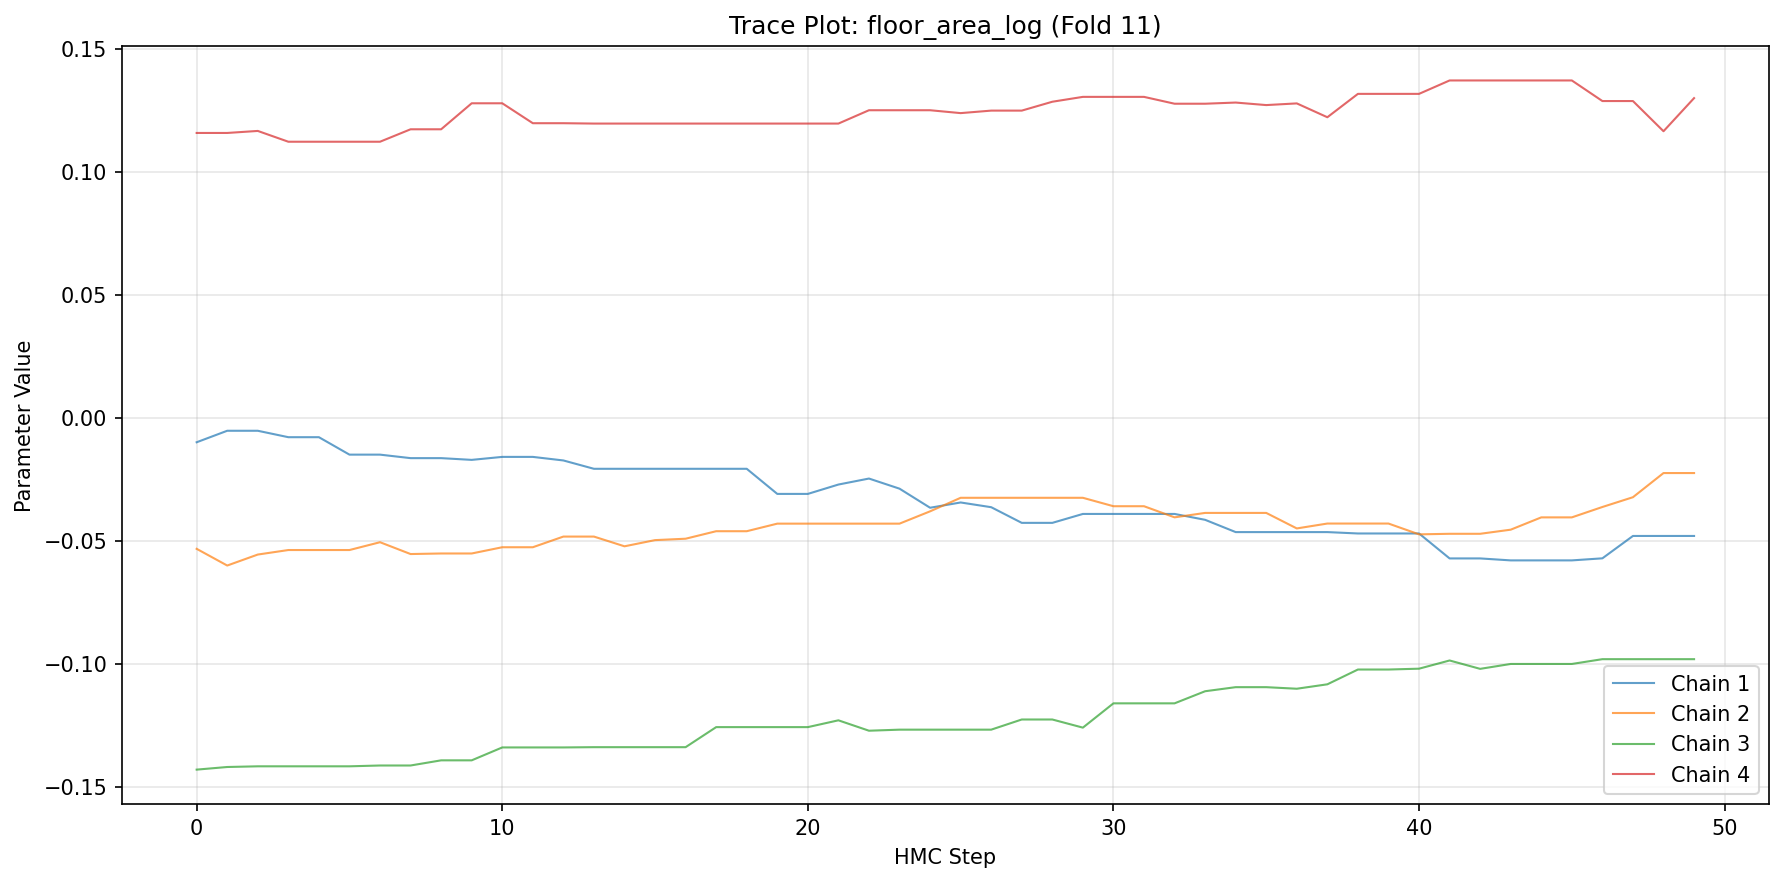 Trace Plot: floor_area_log (Fold 11)
0.15
0.10
0.05
0.00
−0.05
−0.10
−0.15
Parameter Value
0 10 20 30 40 50
HMC Step
Chain 1
Chain 2
Chain 3
Chain 4